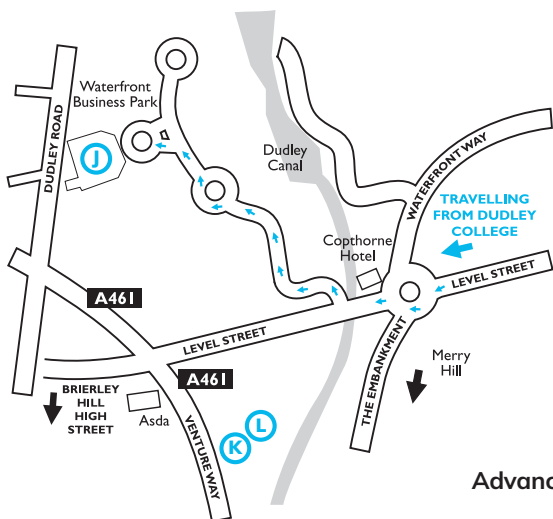 Waterfront
Business Park
DUDLEY ROAD
J
Dudley
Canal
WATERFRONT WAY
TRAVELLING
FROM DUDLEY
COLLEGE
Copthorne
Hotel
LEVEL STREET
A461
LEVEL STREET
THE EMBANKMENT
Merry
Hill
A461
BRIERLEY
HILL
HIGH
STREET
Asda
VENTURE WAY
L
K
Advanc